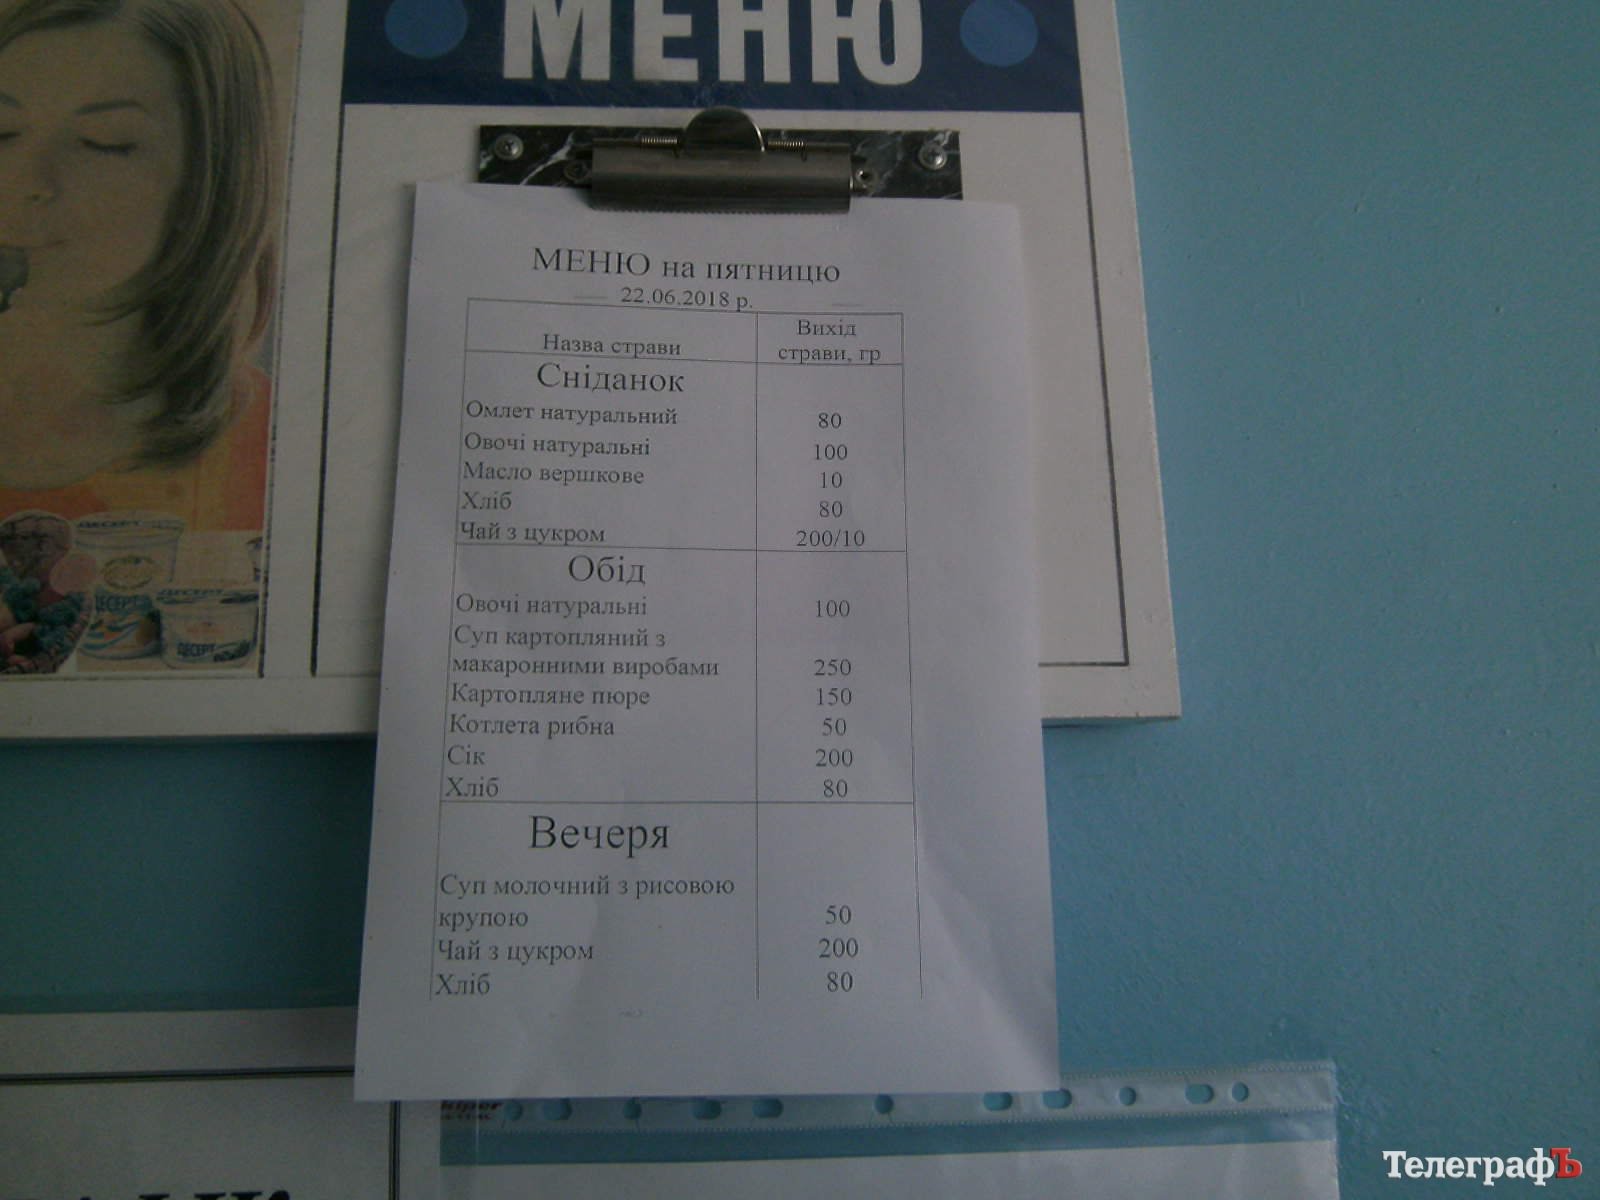 МЕНЮ
МЕНЮ на пятницю
22.06.2018 р.
Назва страви
Вихід
страви, гр
Сніданок
Омлет натуральний 80
Овочі натуральні 100
Масло вершкове 10
Хліб 80
Чай з цукром 200/10
Обід
Овочі натуральні 100
Суп картопляний з
макаронними виробами 250
Картопляне пюре 150
Котлета рибна 50
Сік 200
Хліб 80
Вечеря
Суп молочний з рисовою
крупою 50
Чай з цукром 200
Хліб 80
ДЕСЕРТ
ДЕСЕРТ
ДЕСЕРТ
ТелеграфЪ